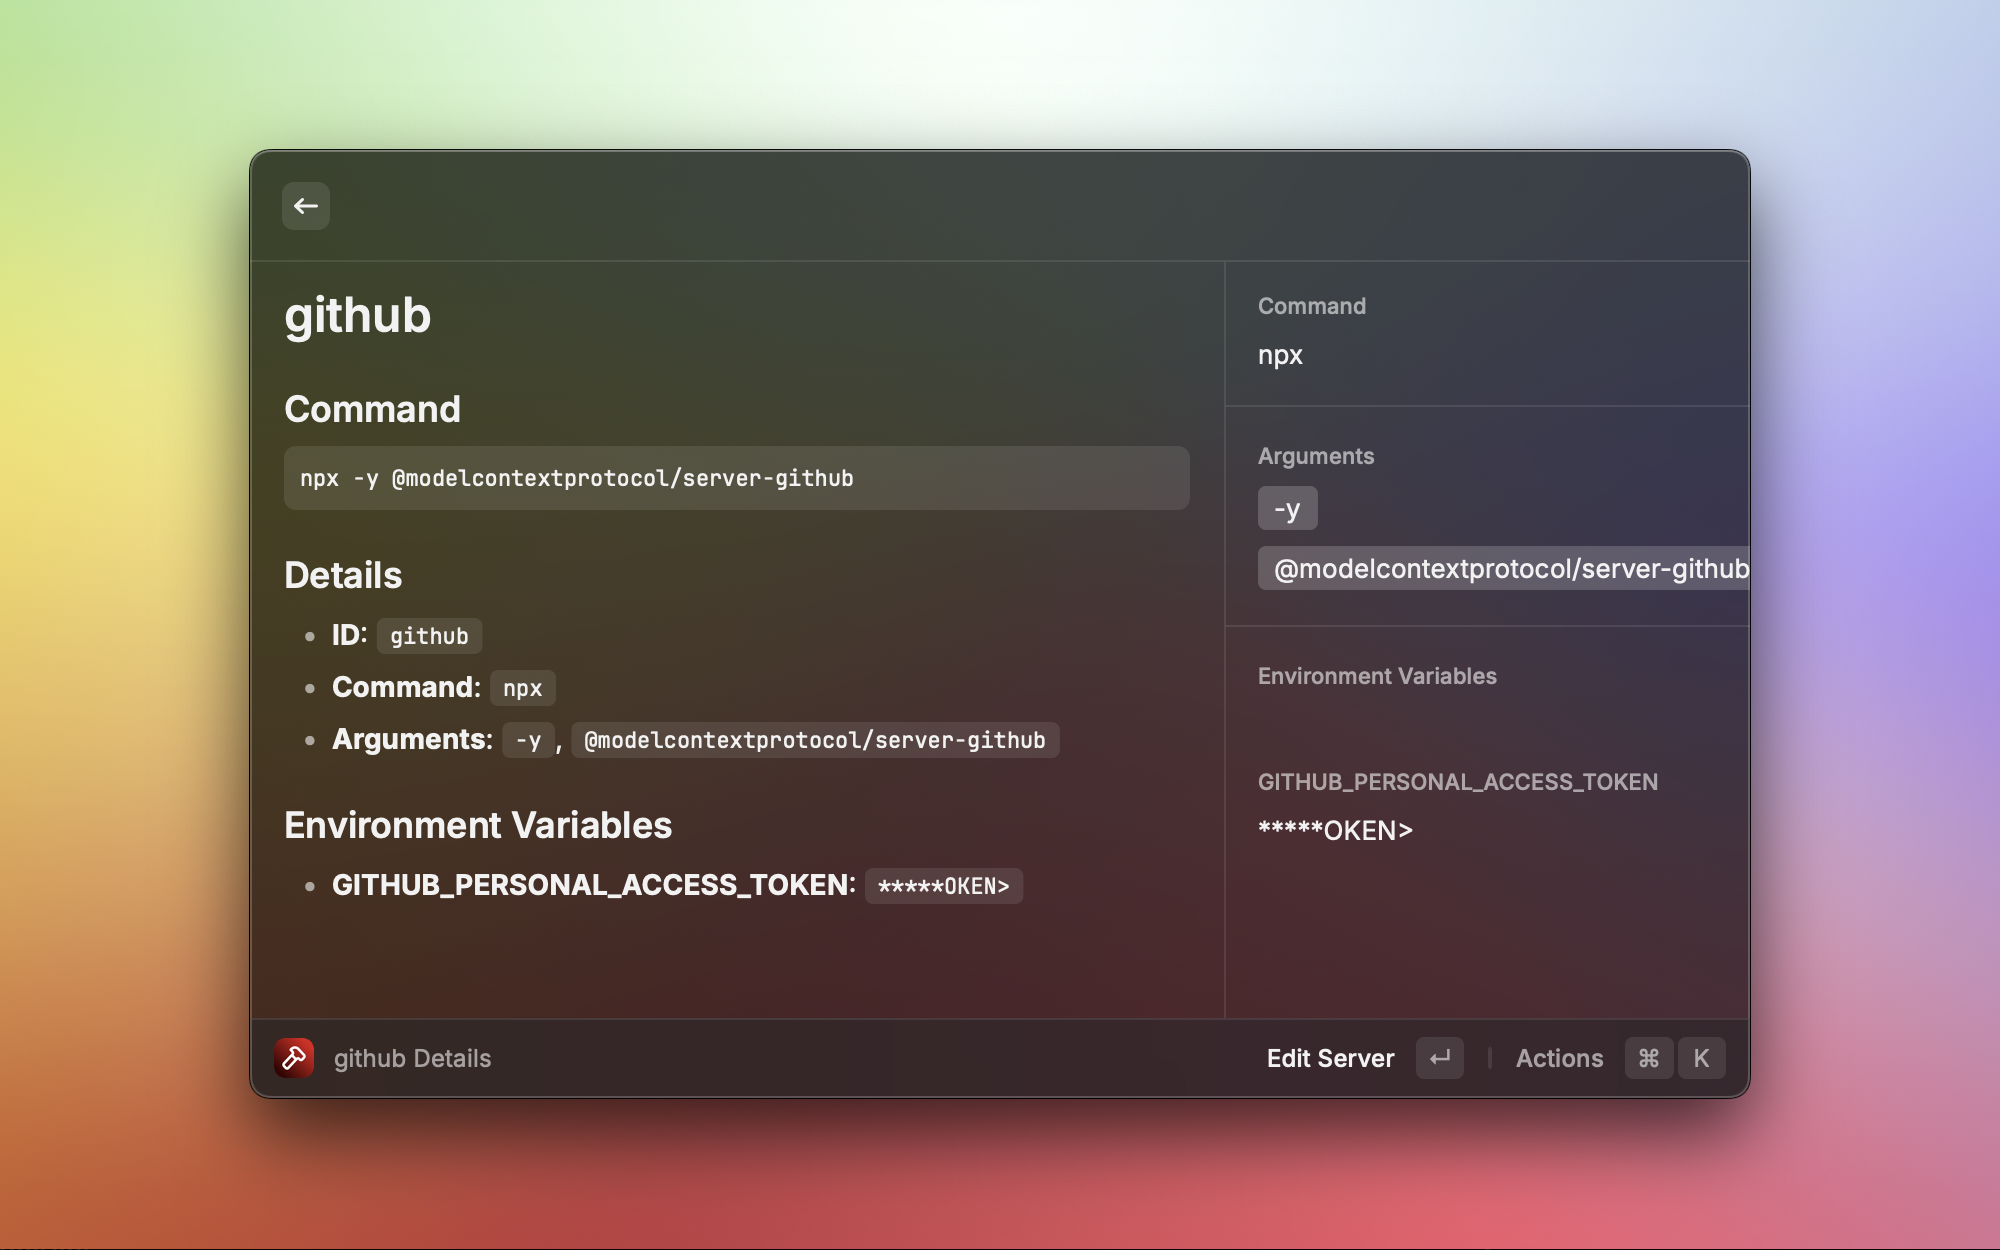 github
Command
npx -y @modelcontextprotocol/server-github
Details
ID: github
Command: npx
Arguments: -y, @modelcontextprotocol/server-github
Environment Variables
GITHUB_PERSONAL_ACCESS_TOKEN: *****OKEN>
Command
npx
Arguments
-y
@modelcontextprotocol/server-github
Environment Variables
GITHUB_PERSONAL_ACCESS_TOKEN
*****OKEN>
github Details
Edit Server ↵ | Actions ⌘ K